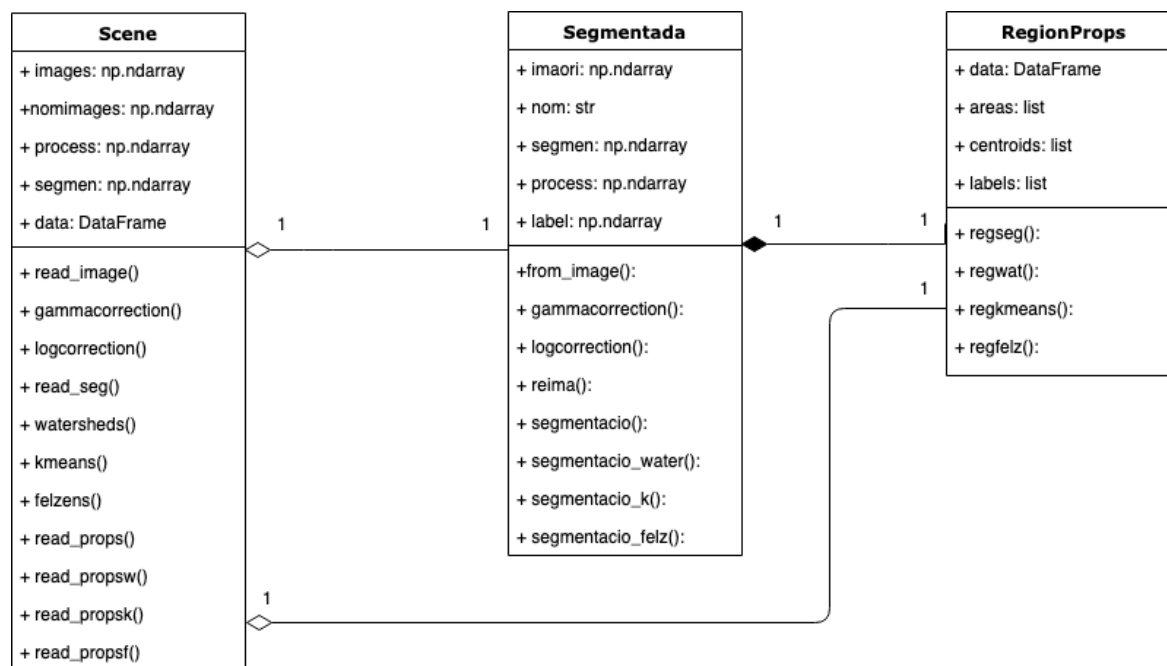 Scene
+ images: np.ndarray
+nomimages: np.ndarray
+ process: np.ndarray
+ segmen: np.ndarray
+ data: DataFrame
+ read_image()
+ gammacorrection()
+ logcorrection()
+ read_seg()
+ watersheds()
+ kmeans()
+ felzens()
+ read_props()
+ read_propsw()
+ read_propsk()
+ read_propsf()
1
1
1
Segmentada
+ imaori: np.ndarray
+ nom: str
+ segmen: np.ndarray
+ process: np.ndarray
+ label: np.ndarray
+from_image():
+ gammacorrection():
+ logcorrection():
+ reima():
+ segmentacio():
+ segmentacio_water():
+ segmentacio_k():
+ segmentacio_felz():
1
1
1
RegionProps
+ data: DataFrame
+ areas: list
+ centroids: list
+ labels: list
+ regseg():
+ regwat():
+ regkmeans():
+ regfelz():